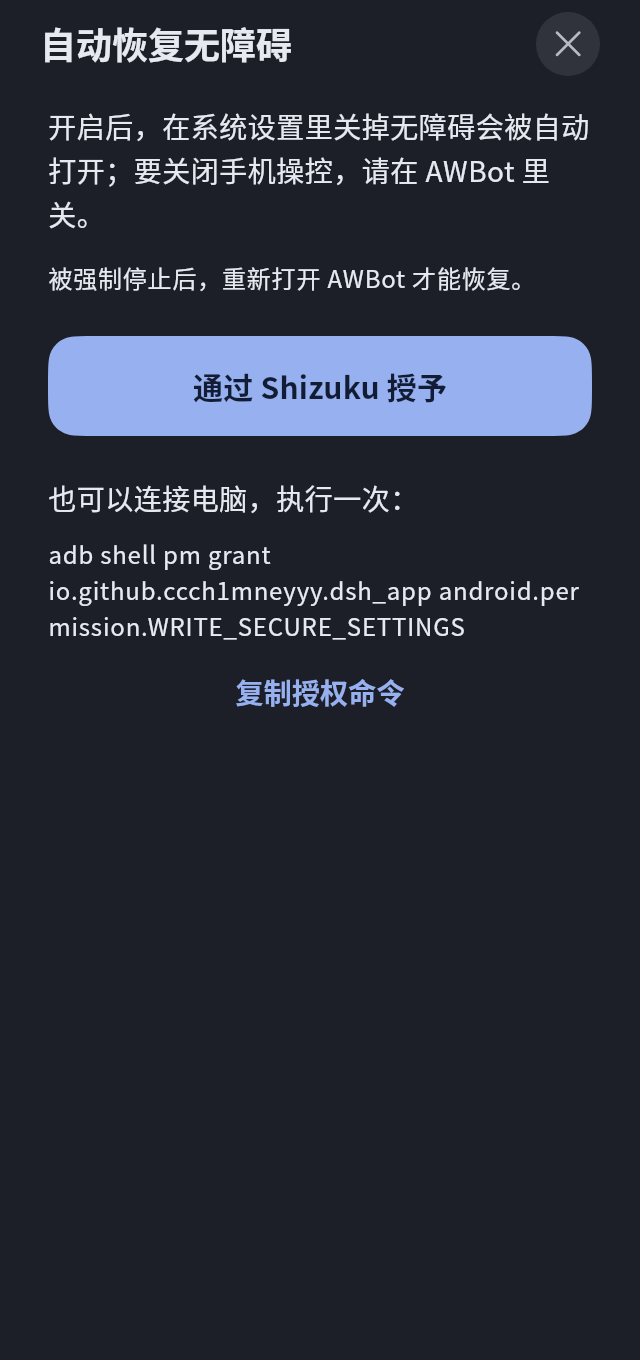 自动恢复无障碍
开启后，在系统设置里关掉无障碍会被自动
打开；要关闭手机操控，请在 AWBot 里
关。
被强制停止后，重新打开 AWBot 才能恢复。
通过 Shizuku 授予
也可以连接电脑，执行一次：
adb shell pm grant
io.github.ccch1mneyyy.dsh_app android.per
mission.WRITE_SECURE_SETTINGS
复制授权命令